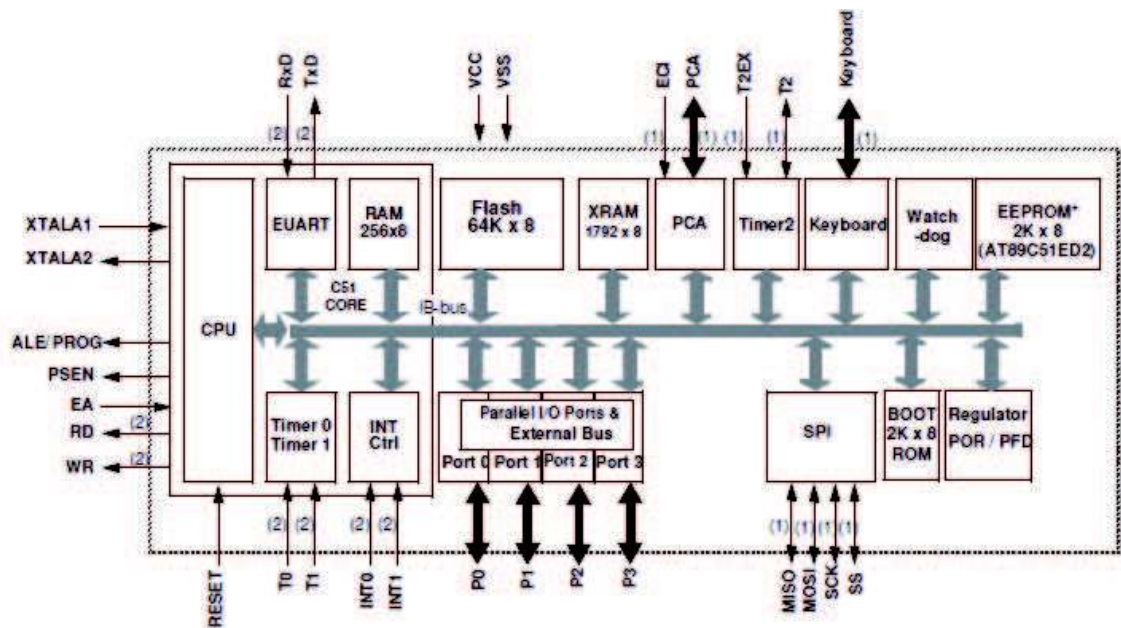 RxD
TxD
VCC
VSS
ECI
PCA
T2EX
T2
Keyboard
(2)
(2)
(1)
(1)
(1)
(1)
(1)
XTALA1
XTALA2
ALE/PROG
PSEN
EA
RD
(2)
WR
(2)
CPU
EUART
RAM
256x8
C51
CORE
IB-bus
Flash
64K x 8
XRAM
1792 x 8
PCA
Timer2
Keyboard
Watch
-dog
EEPROM*
2K x 8
(AT89C51ED2)
Timer 0
Timer 1
INT
Ctrl
Parallel I/O Ports &
External Bus
Port 0
Port 1
Port 2
Port 3
SPI
BOOT
2K x 8
ROM
Regulator
POR / PFD
(2)
(2)
(2)
(2)
(1)
(1)
(1)
(1)
RESET
T0
T1
INT0
INT1
P0
P1
P2
P3
MISO
MOSI
SCK
SS